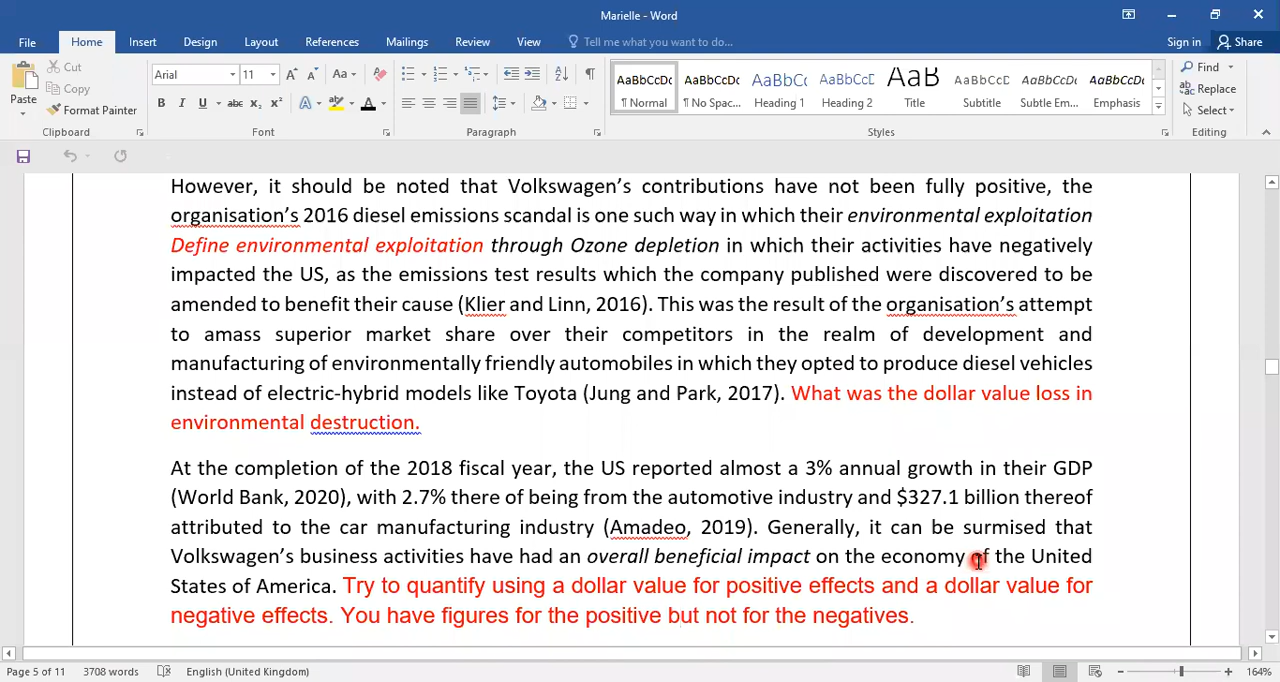 Marielle - Word
File Home Insert Design Layout References Mailings Review View Tell me what you want to do... Sign in Share
Paste
Cut
Copy
Format Painter
Clipboard
Arial 11
Aa
B I U abc x₂ x² A A
Font
Paragraph
AaBbCcDc AaBbCcDc AaBbCc AaBbCcD AaB AaBbCcD AaBbCcDc AaBbCcDc
¶ Normal ¶ No Spac... Heading 1 Heading 2 Title Subtitle Subtle Em... Emphasis
Styles
Find
Replace
Select
Editing
However, it should be noted that Volkswagen’s contributions have not been fully positive, the
organisation’s 2016 diesel emissions scandal is one such way in which their environmental exploitation
Define environmental exploitation through Ozone depletion in which their activities have negatively
impacted the US, as the emissions test results which the company published were discovered to be
amended to benefit their cause (Klier and Linn, 2016). This was the result of the organisation’s attempt
to amass superior market share over their competitors in the realm of development and
manufacturing of environmentally friendly automobiles in which they opted to produce diesel vehicles
instead of electric-hybrid models like Toyota (Jung and Park, 2017). What was the dollar value loss in
environmental destruction.
At the completion of the 2018 fiscal year, the US reported almost a 3% annual growth in their GDP
(World Bank, 2020), with 2.7% there of being from the automotive industry and $327.1 billion thereof
attributed to the car manufacturing industry (Amadeo, 2019). Generally, it can be surmised that
Volkswagen’s business activities have had an overall beneficial impact on the economy of the United
States of America. Try to quantify using a dollar value for positive effects and a dollar value for
negative effects. You have figures for the positive but not for the negatives.
Page 5 of 11 3708 words English (United Kingdom) 164%